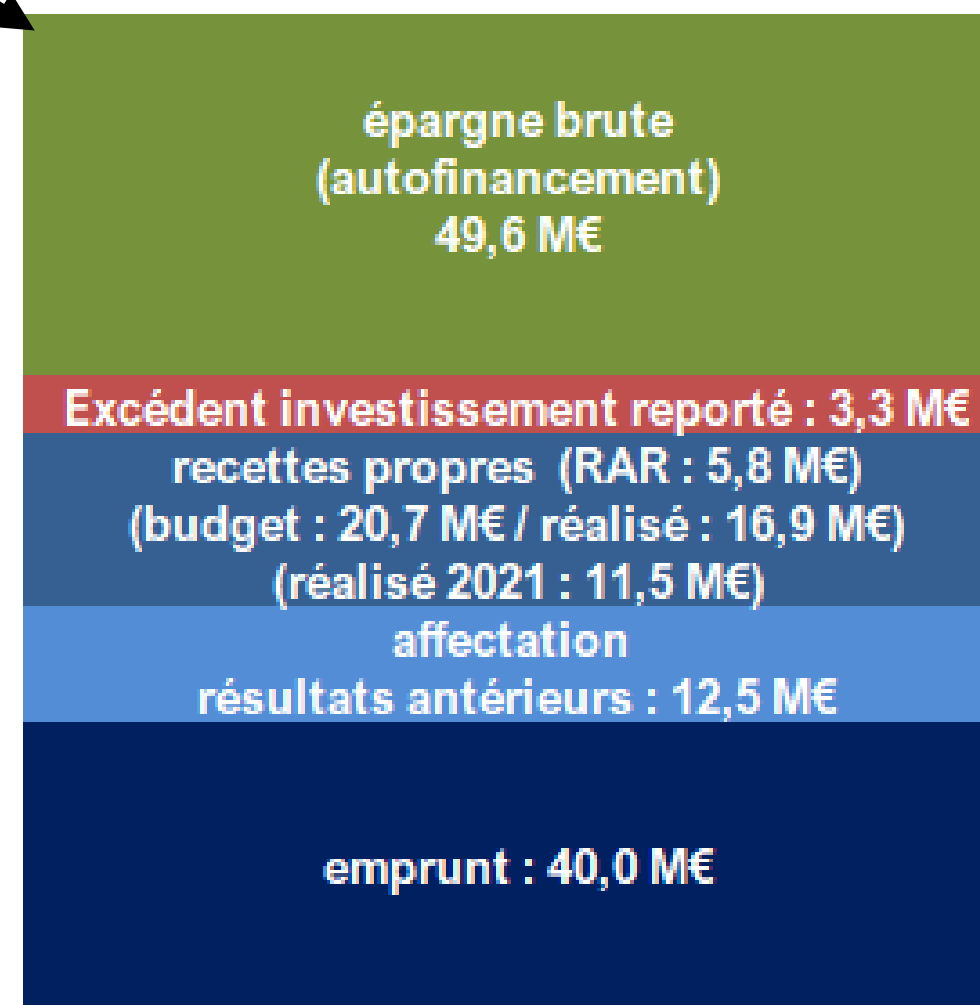 épargne brute
(autofinancement)
49,6 M€
Excédent investissement reporté : 3,3 M€
recettes propres (RAR : 5,8 M€)
(budget : 20,7 M€ / réalisé : 16,9 M€)
(réalisé 2021 : 11,5 M€)
affectation
résultats antérieurs : 12,5 M€
emprunt : 40,0 M€